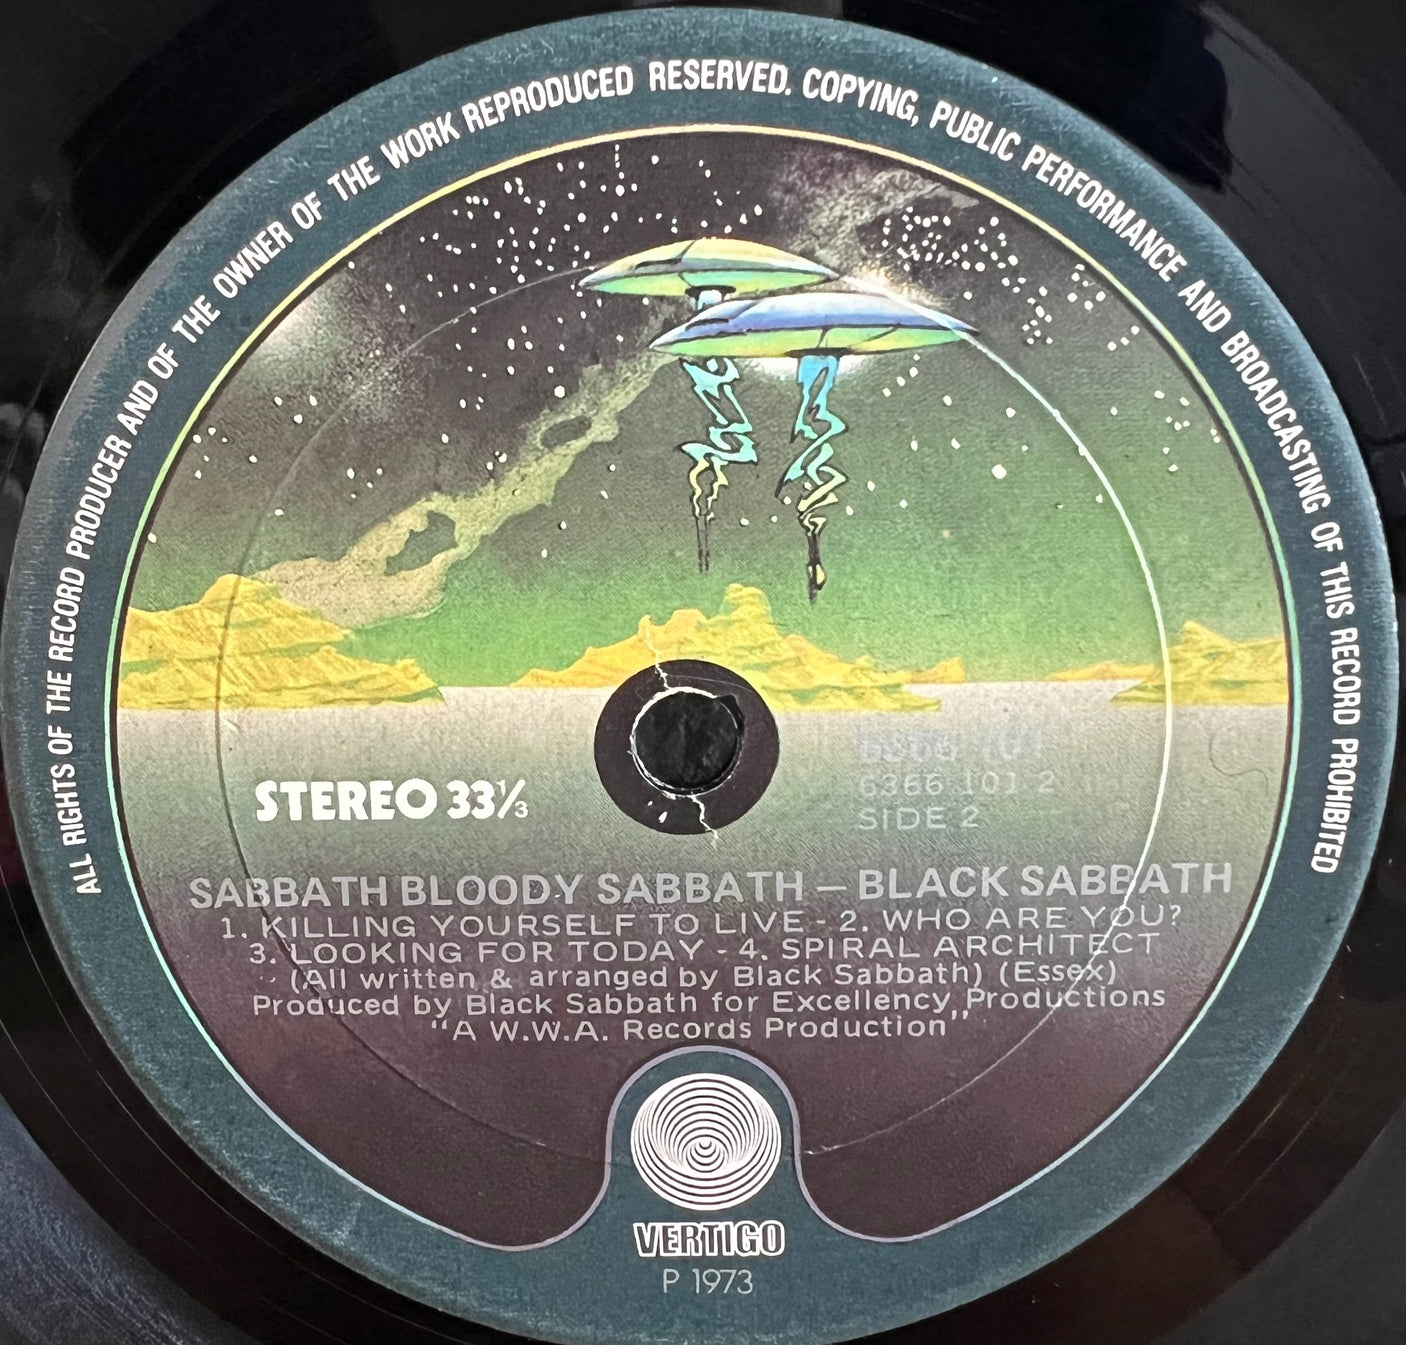 ALL RIGHTS OF THE RECORD PRODUCER AND OF THE OWNER OF THE WORK REPRODUCED RESERVED. COPYING, PUBLIC PERFORMANCE AND BROADCASTING OF THIS RECORD PROHIBITED
STEREO 33⅓
6366 101
6366 101 2
SIDE 2
SABBATH BLOODY SABBATH – BLACK SABBATH
1. KILLING YOURSELF TO LIVE - 2. WHO ARE YOU?
3. LOOKING FOR TODAY - 4. SPIRAL ARCHITECT
(All written & arranged by Black Sabbath) (Essex)
Produced by Black Sabbath for Excellency Productions
“A W.W.A. Records Production”
VERTIGO
P 1973